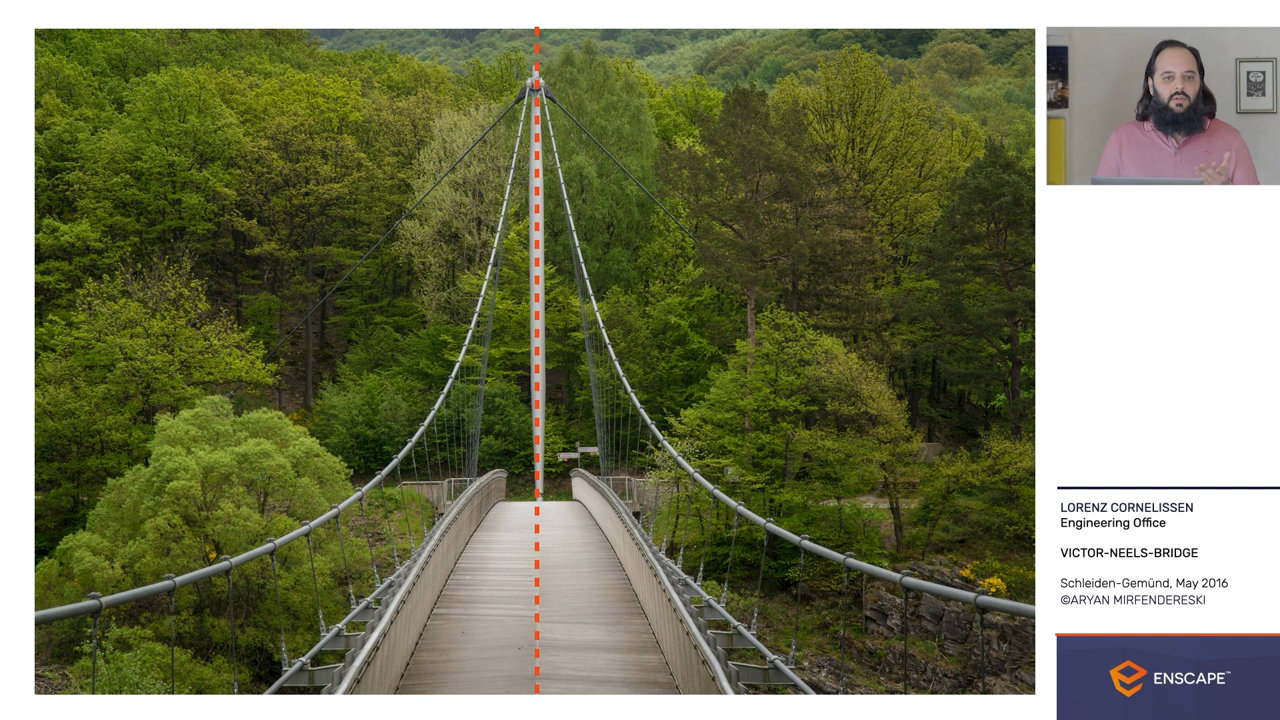 LORENZ CORNELISSEN
Engineering Office
VICTOR-NEELS-BRIDGE
Schleiden-Gemünd, May 2016
©ARYAN MIRFENDERESKI
ENSCAPE™